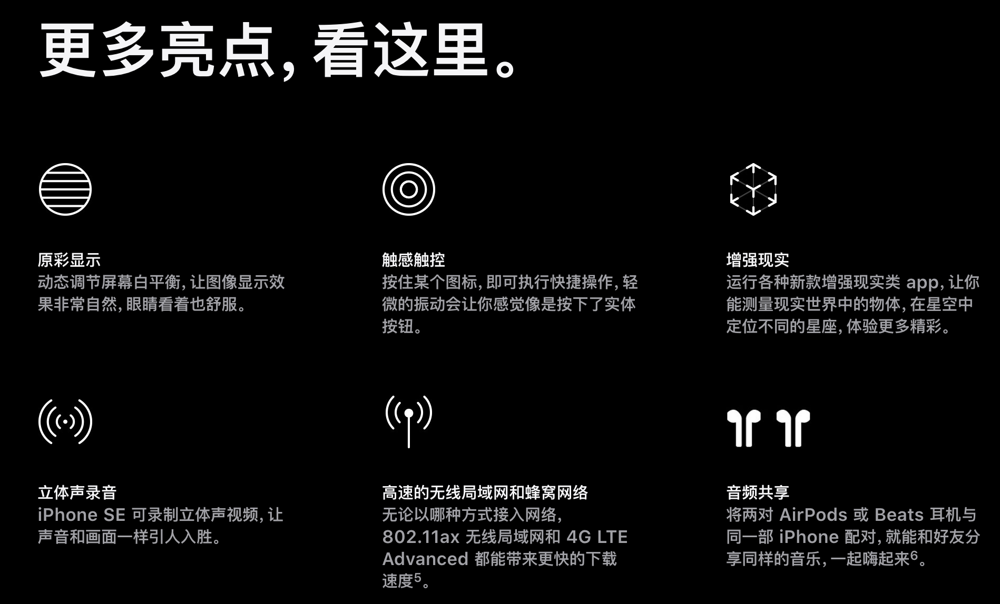 更多亮点，看这里。
原彩显示
动态调节屏幕白平衡，让图像显示效
果非常自然，眼睛看着也舒服。
触感触控
按住某个图标，即可执行快捷操作，轻
微的振动会让你感觉像是按下了实体
按钮。
增强现实
运行各种新款增强现实类 app，让你
能测量现实世界中的物体，在星空中
定位不同的星座，体验更多精彩。
立体声录音
iPhone SE 可录制立体声视频，让
声音和画面一样引人入胜。
高速的无线局域网和蜂窝网络
无论以哪种方式接入网络，
802.11ax 无线局域网和 4G LTE
Advanced 都能带来更快的下载
速度5。
音频共享
将两对 AirPods 或 Beats 耳机与
同一部 iPhone 配对，就能和好友分
享同样的音乐，一起嗨起来6。